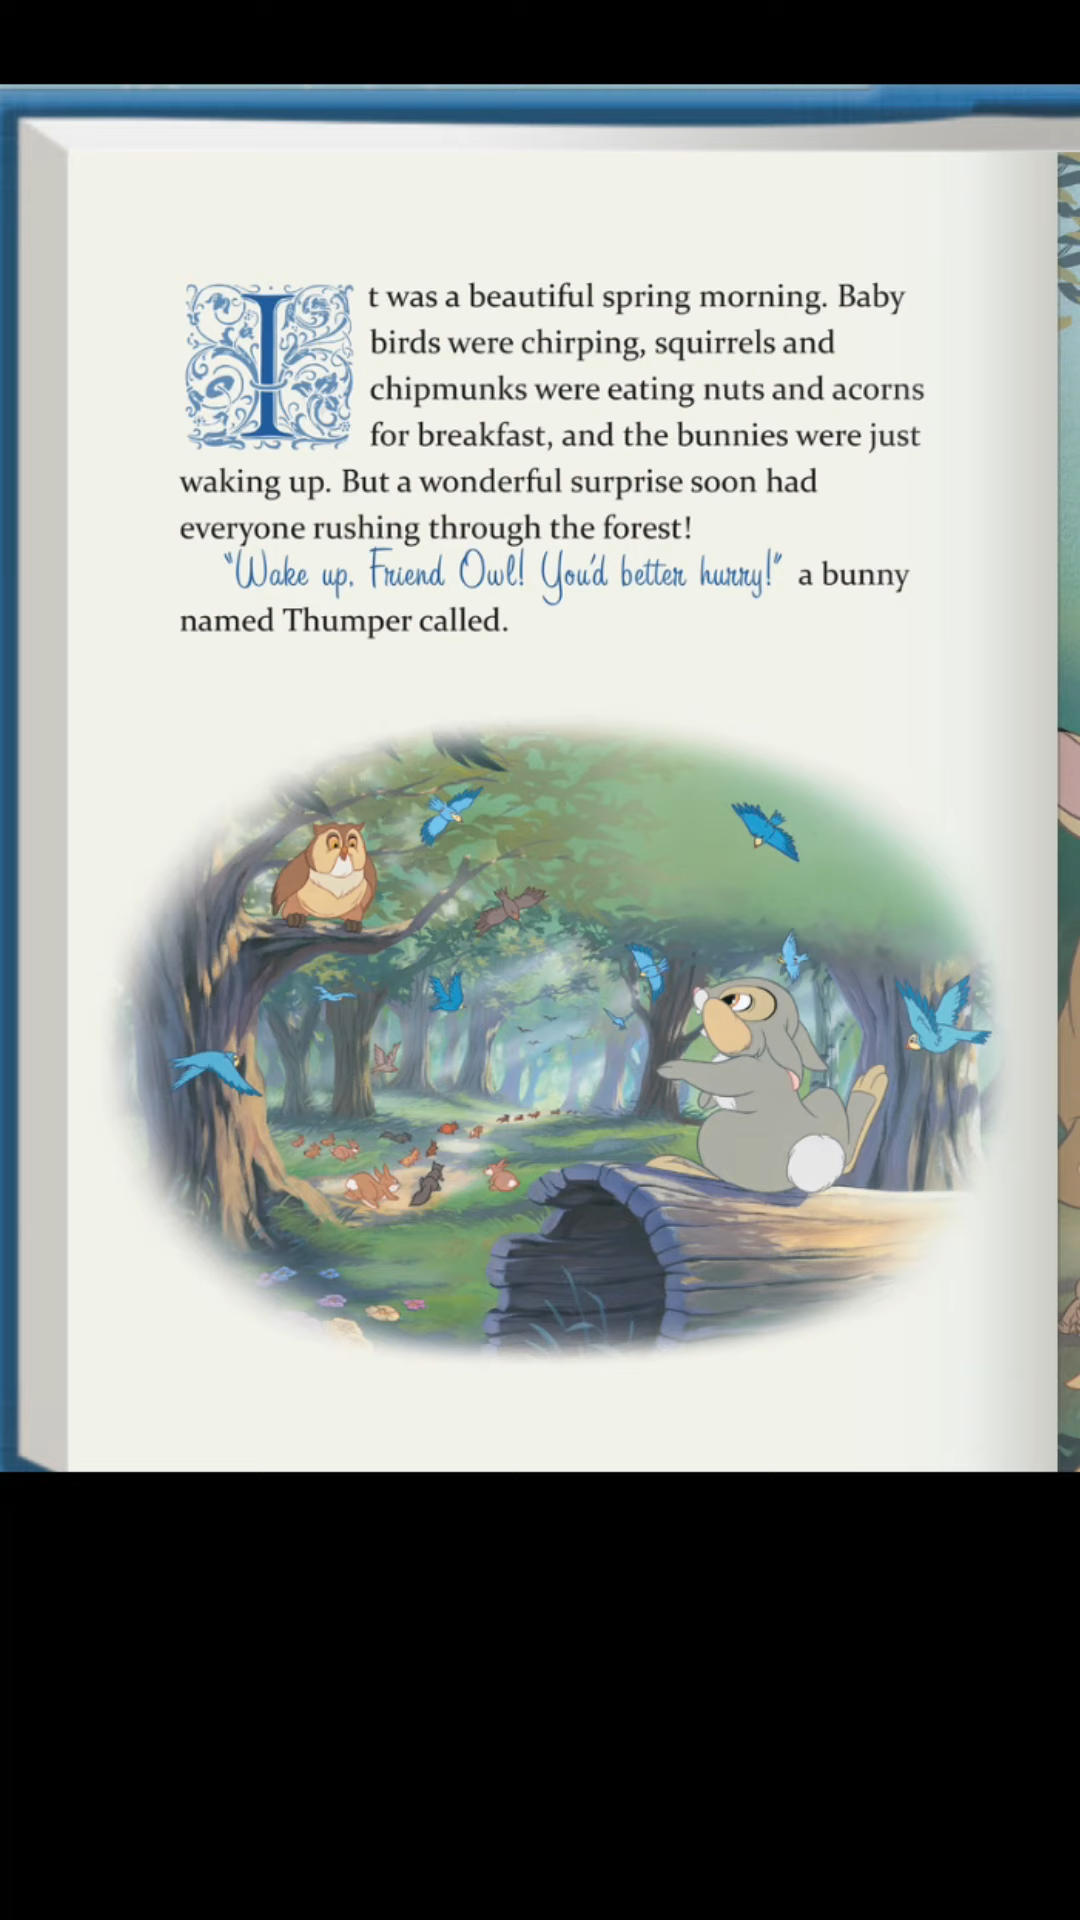 It was a beautiful spring morning. Baby
birds were chirping, squirrels and
chipmunks were eating nuts and acorns
for breakfast, and the bunnies were just
waking up. But a wonderful surprise soon had
everyone rushing through the forest!
"Wake up, Friend Owl! You'd better hurry!" a bunny
named Thumper called.